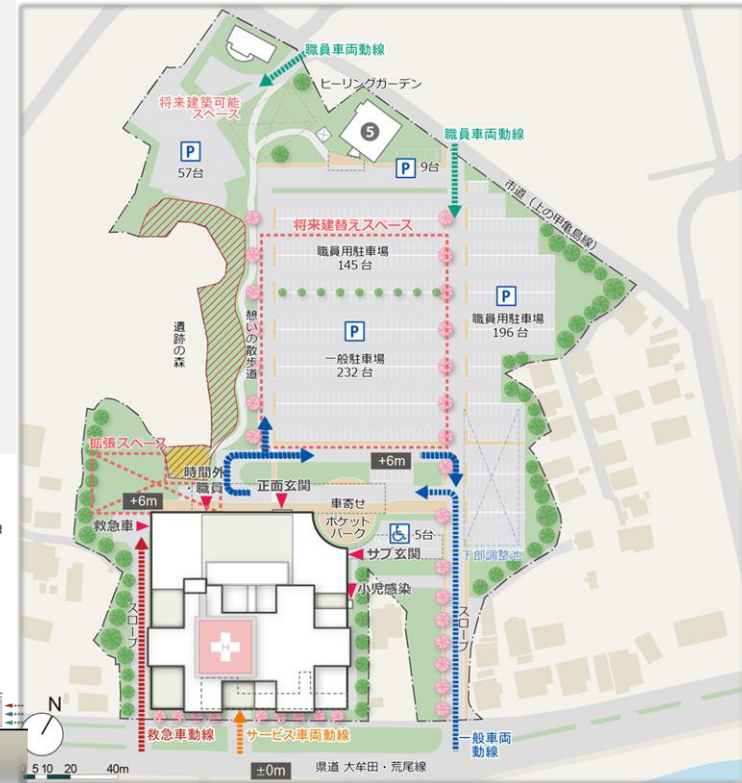 職員車両動線
ヒーリングガーデン
将来建築可能
スペース
P
57台
5
職員車両動線
P 9台
市道(上の甲亀島線)
将来建替えスペース
職員用駐車場
145台
P
職員用駐車場
196台
P
一般駐車場
232台
遺跡の森
憩いの散歩道
拡張スペース
+6m
時間外
・職員
正面玄関
+6m
車寄せ
ポケット
パーク
5台
下部調整池
救急車
サブ玄関
小児感染
スロープ
スロープ
H
N
救急車動線
サービス車両動線
一般車両
動線
0 5 10 20 40m
±0m
県道 大牟田・荒尾線